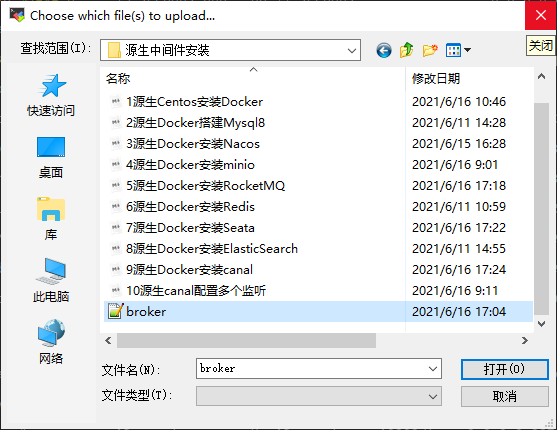 Choose which file(s) to upload...
关闭
查找范围(I): 源生中间件安装
名称 修改日期
1源生Centos安装Docker 2021/6/16 10:46
2源生Docker搭建Mysql8 2021/6/11 14:28
3源生Docker安装Nacos 2021/6/15 16:28
4源生Docker安装minio 2021/6/16 9:01
5源生Docker安装RocketMQ 2021/6/16 17:18
6源生Docker安装Redis 2021/6/11 10:59
7源生Docker安装Seata 2021/6/16 17:22
8源生Docker安装ElasticSearch 2021/6/11 14:55
9源生Docker安装canal 2021/6/16 17:24
10源生canal配置多个监听 2021/6/16 9:11
broker 2021/6/16 17:04
快速访问
桌面
库
此电脑
网络
文件名(N): broker 打开(O)
文件类型(T): 取消